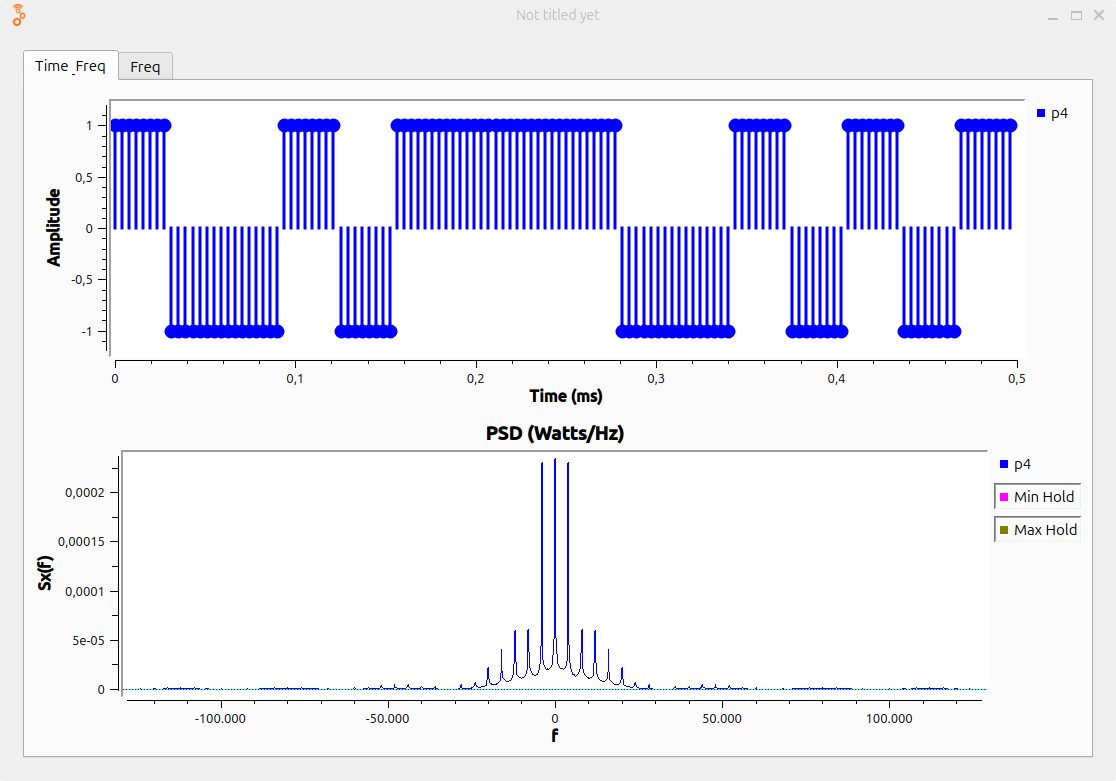 Not titled yet
Time_Freq Freq
p4
1
0,5
0
-0,5
-1
Amplitude
0 0,1 0,2 0,3 0,4 0,5
Time (ms)
PSD (Watts/Hz)
p4
Min Hold
Max Hold
0,0002
0,00015
0,0001
5e-05
0
Sx(f)
-100.000 -50.000 0 50.000 100.000
f